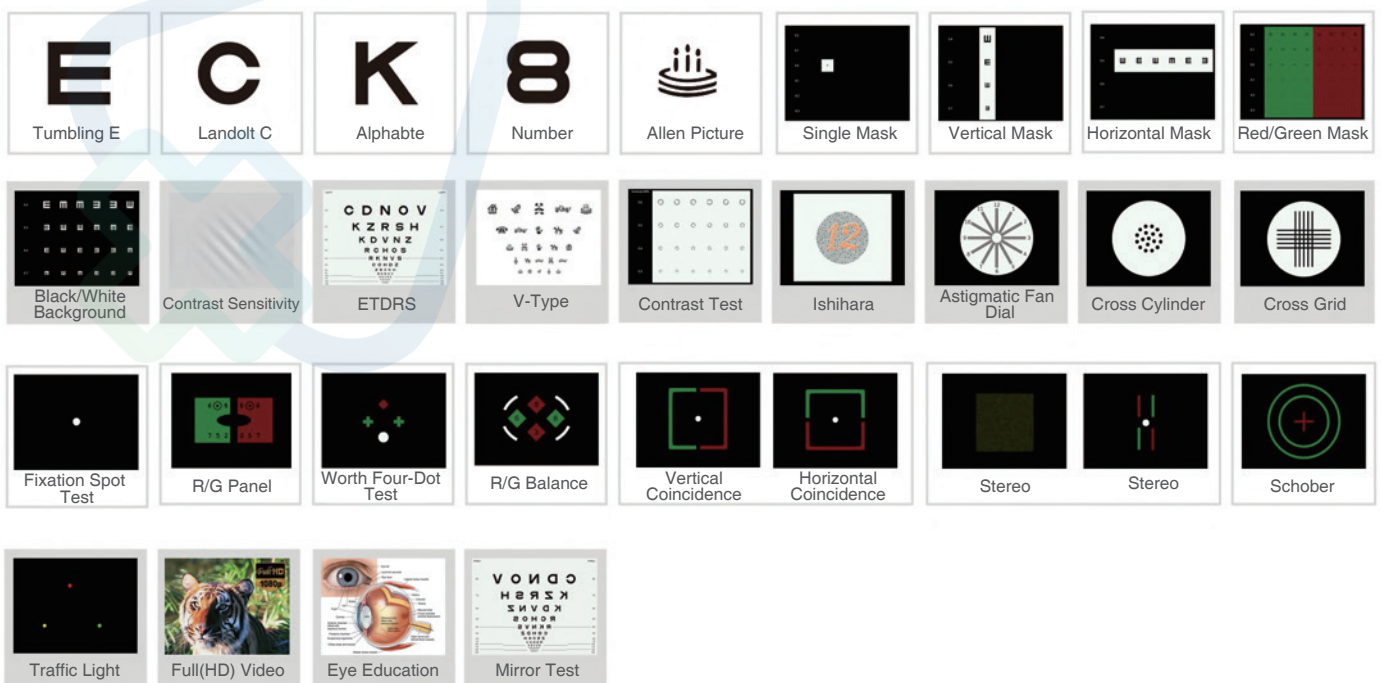 E
C
K
8
Tumbling E
Landolt C
Alphabte
Number
Allen Picture
Single Mask
Vertical Mask
Horizontal Mask
Red/Green Mask
C D N O V
K Z R S H
K D V N Z
R C H O S
R K N V S
12
Black/White
Background
Contrast Sensitivity
ETDRS
V-Type
Contrast Test
Ishihara
Astigmatic Fan
Dial
Cross Cylinder
Cross Grid
Fixation Spot
Test
R/G Panel
Worth Four-Dot
Test
R/G Balance
Vertical
Coincidence
Horizontal
Coincidence
Stereo
Stereo
Schober
Full HD
1080p
Traffic Light
Full(HD) Video
Eye Education
Mirror Test